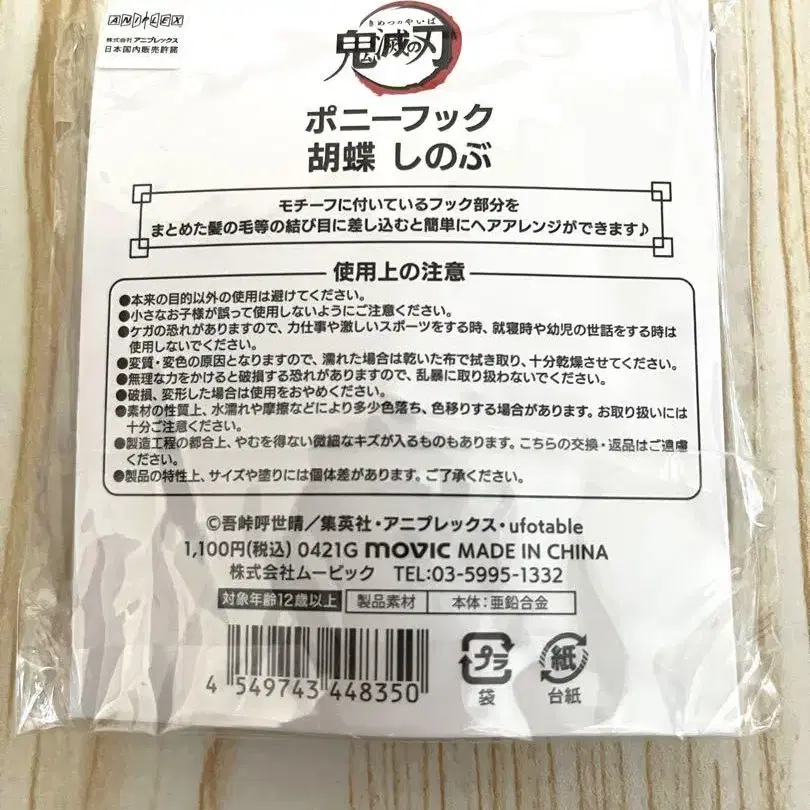 ANIPLEX
株式会社 アニプレックス
日本国内販売許諾
きめつのやいば
鬼滅の刃
ポニーフック
胡蝶 しのぶ
モチーフに付いているフック部分を
まとめた髪の毛等の結び目に差し込むと簡単にヘアアレンジができます♪
使用上の注意
●本来の目的以外の使用は避けてください。
●小さなお子様が誤って使用しないようにご注意ください。
●ケガの恐れがありますので、力仕事や激しいスポーツをする時、就寝時や幼児の世話をする時は
使用しないでください。
●変質・変色の原因となりますので、濡れた場合は乾いた布で拭き取り、十分乾燥させてください。
●無理な力をかけると破損する恐れがありますので、乱暴に取り扱わないでください。
●破損、変形した場合は使用をおやめください。
●素材の性質上、水濡れや摩擦などにより多少色落ち、色移りする場合があります。お取り扱いには
十分ご注意ください。
●製造工程の都合上、やむを得ない微細なキズが入るものもあります。こちらの交換・返品はご遠慮
ください。
●製品の特性上、サイズや塗りには個体差があります。ご了承ください。
©吾峠呼世晴／集英社・アニプレックス・ufotable
1,100円(税込) 0421G movic MADE IN CHINA
株式会社ムービック TEL:03-5995-1332
対象年齢12歳以上 製品素材 本体：亜鉛合金
4 549743 448350
プラ 紙
袋 台紙